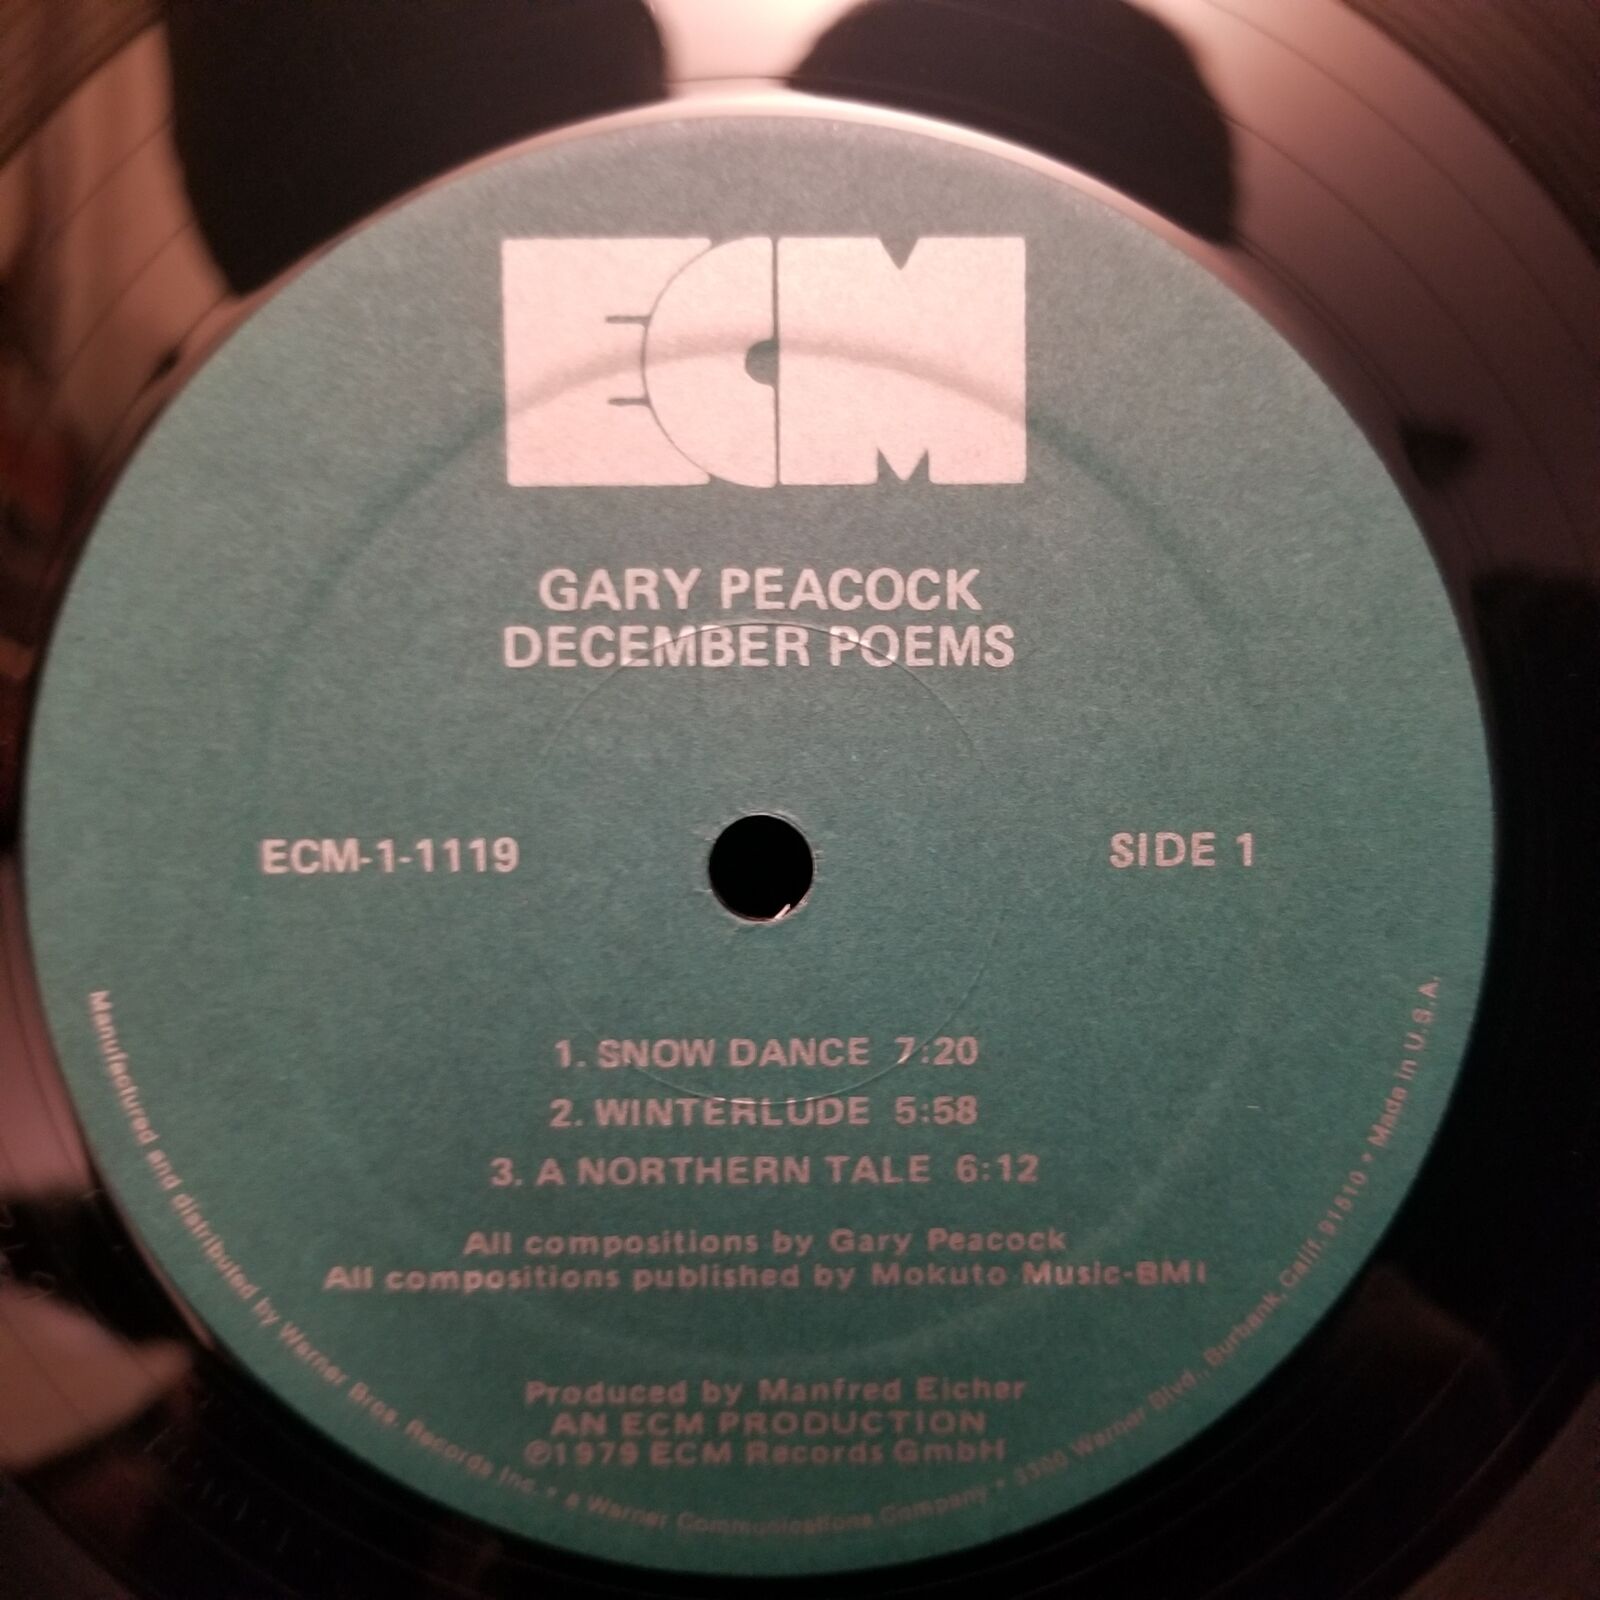 ECM
GARY PEACOCK
DECEMBER POEMS
ECM-1-1119
SIDE 1
1. SNOW DANCE 7:20
2. WINTERLUDE 5:58
3. A NORTHERN TALE 6:12
All compositions by Gary Peacock
All compositions published by Mokuto Music-BMI
Produced by Manfred Eicher
AN ECM PRODUCTION
℗1979 ECM Records GmbH
Manufactured and distributed by Warner Bros. Records Inc. • a Warner Communications Company • 3300 Warner Blvd., Burbank, Calif. 91510 • Made in U.S.A.